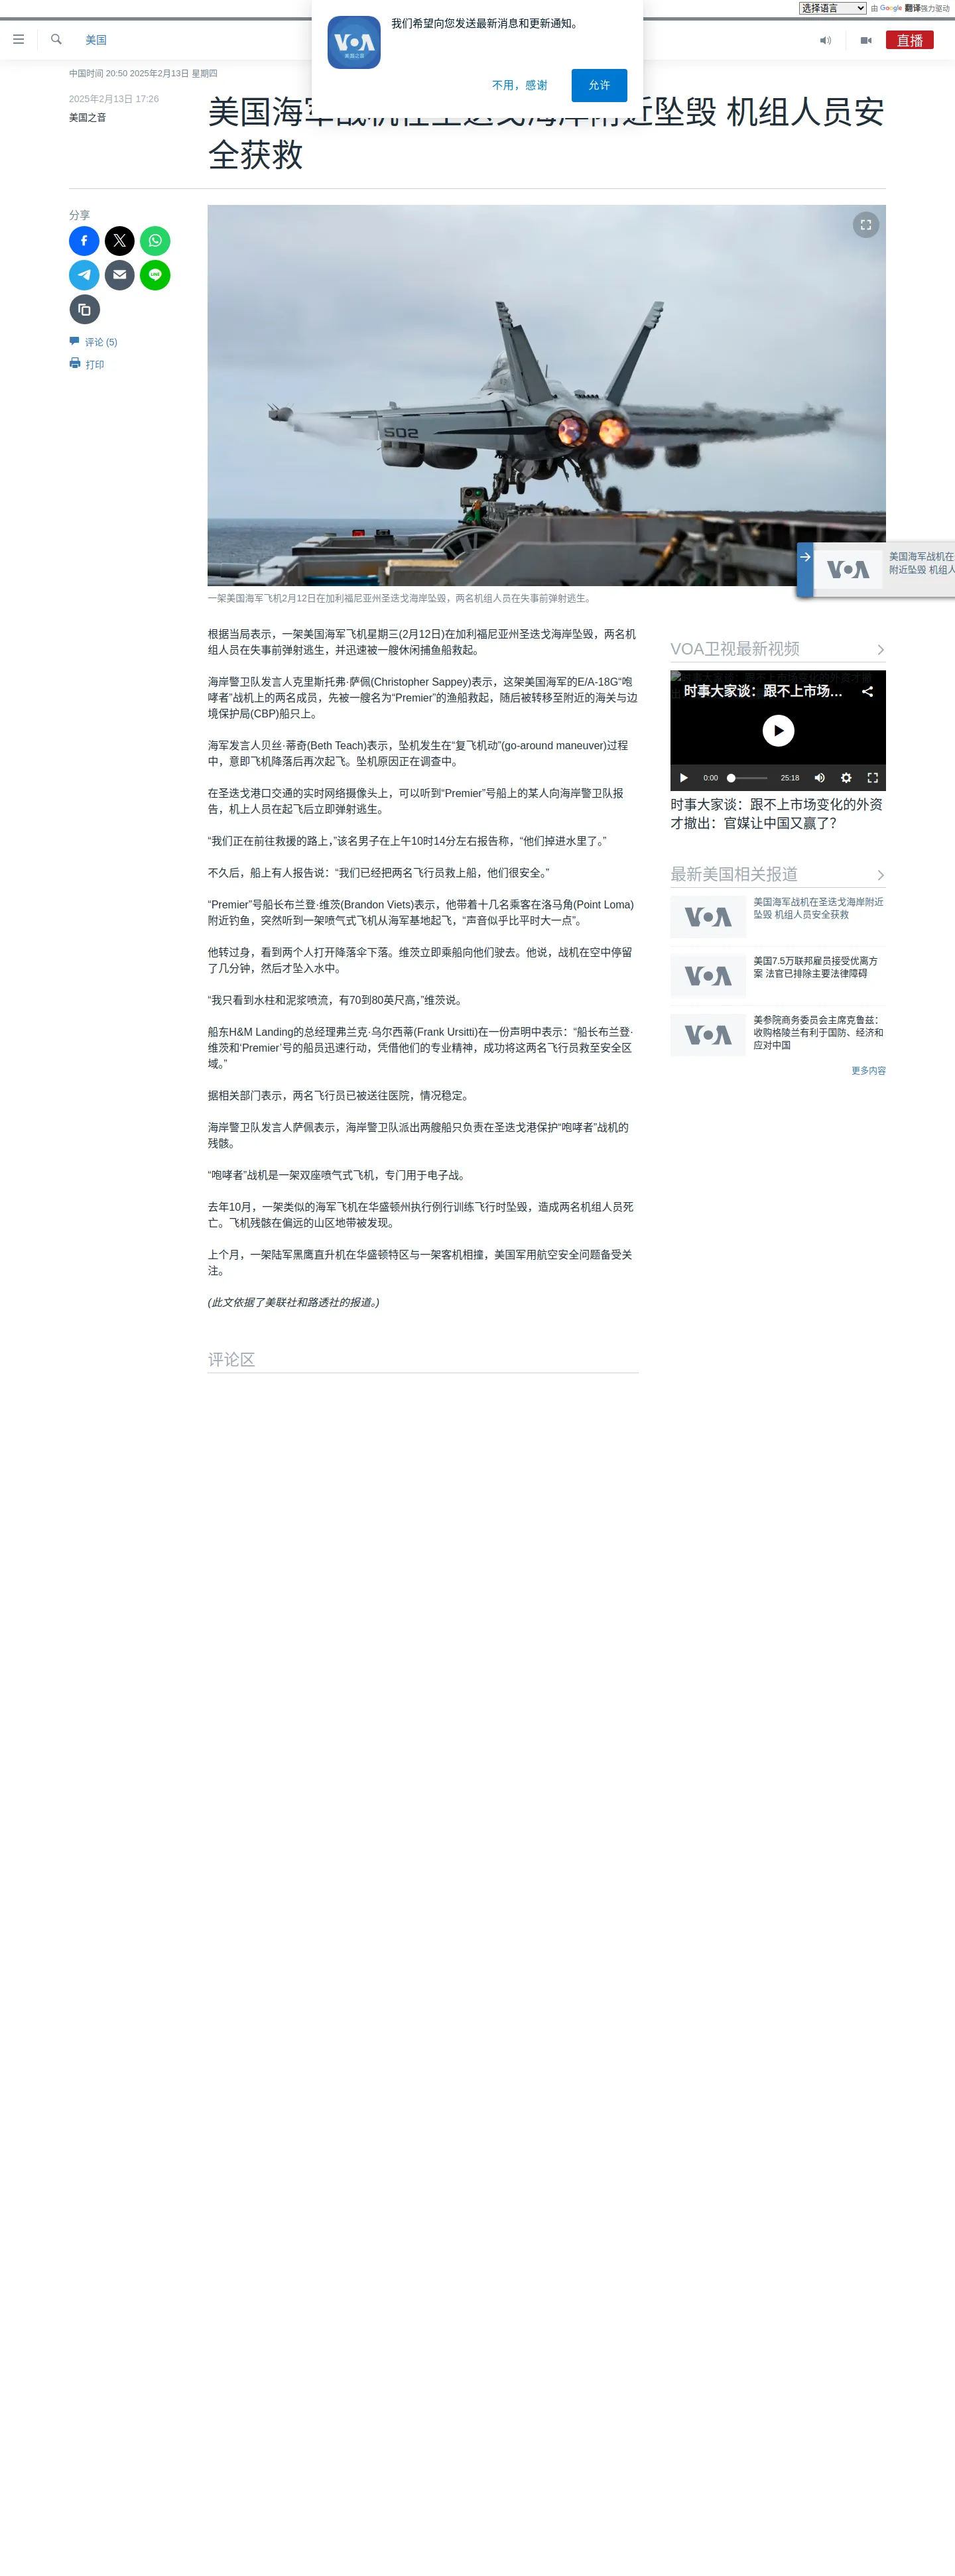 选择语言 由 Google 翻译强力驱动
我们希望向您发送最新消息和更新通知。
VOA
美国之音
不用，感谢
允许
美国
直播
中国时间 20:50 2025年2月13日 星期四
2025年2月13日 17:26
美国之音
美国海军战机在圣迭戈海岸附近坠毁 机组人员安
全获救
分享
LINE
评论 (5)
打印
502
美国海军战机在
附近坠毁 机组人
VOA
一架美国海军飞机2月12日在加利福尼亚州圣迭戈海岸坠毁，两名机组人员在失事前弹射逃生。
根据当局表示，一架美国海军飞机星期三(2月12日)在加利福尼亚州圣迭戈海岸坠毁，两名机
组人员在失事前弹射逃生，并迅速被一艘休闲捕鱼船救起。
海岸警卫队发言人克里斯托弗·萨佩(Christopher Sappey)表示，这架美国海军的E/A-18G“咆
哮者”战机上的两名成员，先被一艘名为“Premier”的渔船救起，随后被转移至附近的海关与边
境保护局(CBP)船只上。
海军发言人贝丝·蒂奇(Beth Teach)表示，坠机发生在“复飞机动”(go-around maneuver)过程
中，意即飞机降落后再次起飞。坠机原因正在调查中。
在圣迭戈港口交通的实时网络摄像头上，可以听到“Premier”号船上的某人向海岸警卫队报
告，机上人员在起飞后立即弹射逃生。
“我们正在前往救援的路上，”该名男子在上午10时14分左右报告称，“他们掉进水里了。”
不久后，船上有人报告说：“我们已经把两名飞行员救上船，他们很安全。”
“Premier”号船长布兰登·维茨(Brandon Viets)表示，他带着十几名乘客在洛马角(Point Loma)
附近钓鱼，突然听到一架喷气式飞机从海军基地起飞，“声音似乎比平时大一点”。
他转过身，看到两个人打开降落伞下落。维茨立即乘船向他们驶去。他说，战机在空中停留
了几分钟，然后才坠入水中。
“我只看到水柱和泥浆喷流，有70到80英尺高，”维茨说。
船东H&M Landing的总经理弗兰克·乌尔西蒂(Frank Ursitti)在一份声明中表示：“船长布兰登·
维茨和‘Premier’号的船员迅速行动，凭借他们的专业精神，成功将这两名飞行员救至安全区
域。”
据相关部门表示，两名飞行员已被送往医院，情况稳定。
海岸警卫队发言人萨佩表示，海岸警卫队派出两艘船只负责在圣迭戈港保护“咆哮者”战机的
残骸。
“咆哮者”战机是一架双座喷气式飞机，专门用于电子战。
去年10月，一架类似的海军飞机在华盛顿州执行例行训练飞行时坠毁，造成两名机组人员死
亡。飞机残骸在偏远的山区地带被发现。
上个月，一架陆军黑鹰直升机在华盛顿特区与一架客机相撞，美国军用航空安全问题备受关
注。
(此文依据了美联社和路透社的报道。)
评论区
VOA卫视最新视频
时事大家谈：跟不上市场...
0:00
25:18
时事大家谈：跟不上市场变化的外资
才撤出：官媒让中国又赢了？
最新美国相关报道
VOA
美国海军战机在圣迭戈海岸附近
坠毁 机组人员安全获救
VOA
美国7.5万联邦雇员接受优离方
案 法官已排除主要法律障碍
VOA
美参院商务委员会主席克鲁兹：
收购格陵兰有利于国防、经济和
应对中国
更多内容